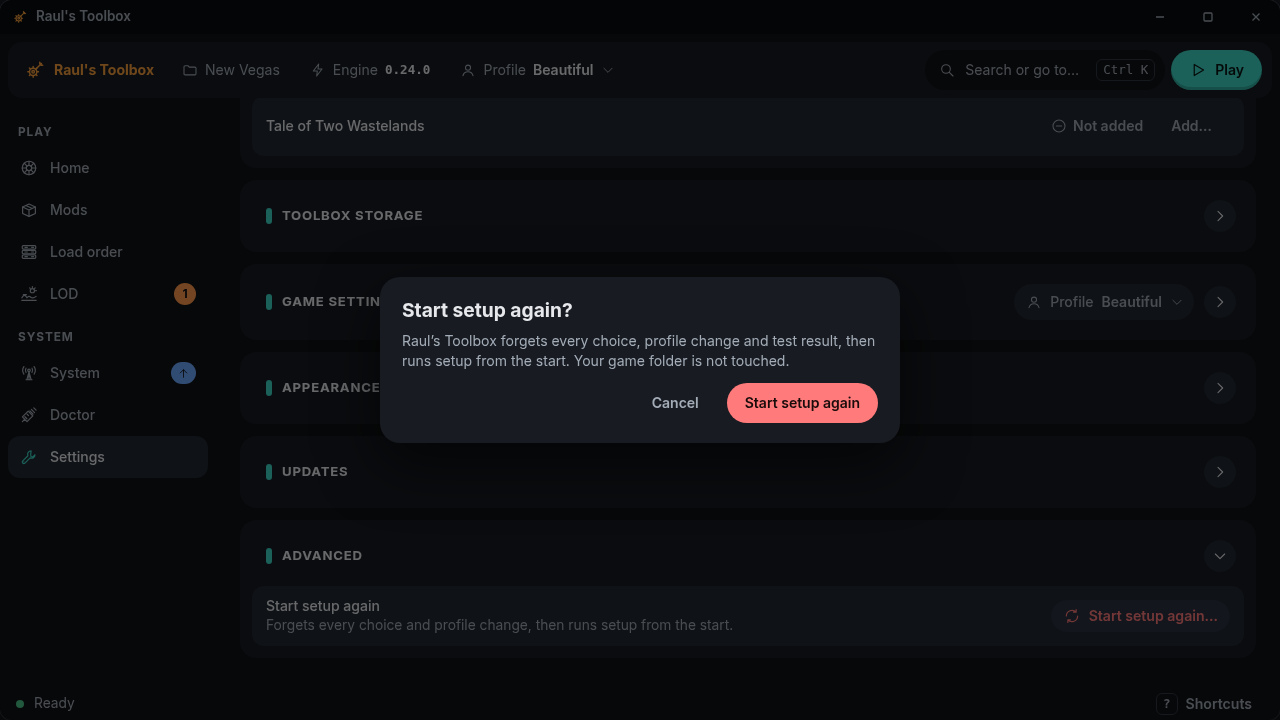 Raul's Toolbox
Raul's Toolbox
New Vegas
Engine 0.24.0
Profile Beautiful
Search or go to...
Ctrl K
Play
PLAY
Home
Mods
Load order
LOD
1
SYSTEM
System
Doctor
Settings
Tale of Two Wastelands
Not added
Add...
TOOLBOX STORAGE
GAME SETTIN
Profile Beautiful
APPEARANCE
UPDATES
ADVANCED
Start setup again
Forgets every choice and profile change, then runs setup from the start.
Start setup again...
Start setup again?
Raul’s Toolbox forgets every choice, profile change and test result, then
runs setup from the start. Your game folder is not touched.
Cancel
Start setup again
Ready
? Shortcuts